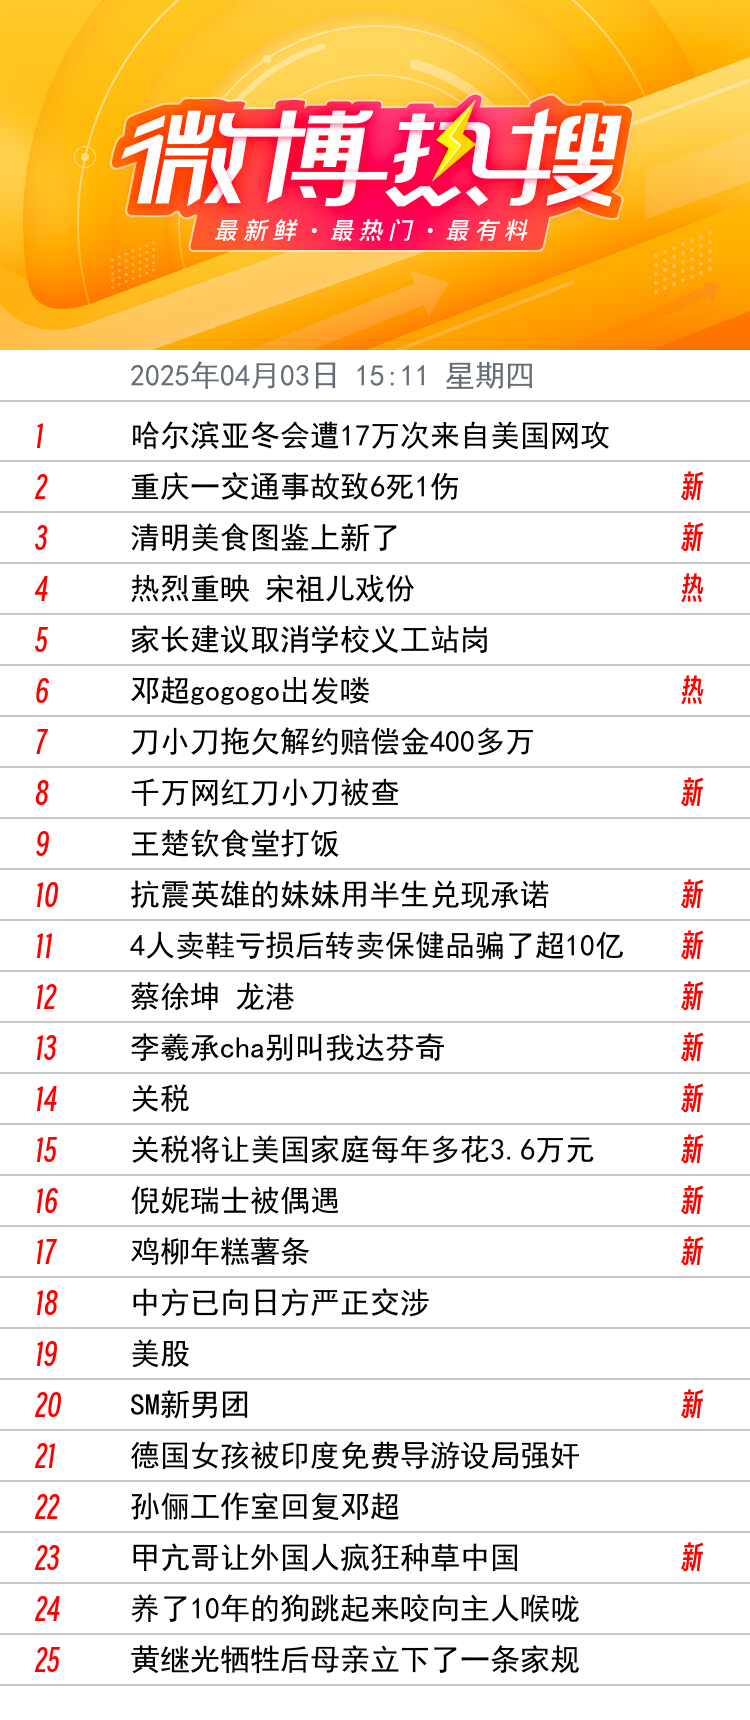 微博热搜
最新鲜·最热门·最有料
2025年04月03日 15:11 星期四
1 哈尔滨亚冬会遭17万次来自美国网攻
2 重庆一交通事故致6死1伤 新
3 清明美食图鉴上新了 新
4 热烈重映 宋祖儿戏份 热
5 家长建议取消学校义工站岗
6 邓超gogogo出发喽 热
7 刀小刀拖欠解约赔偿金400多万
8 千万网红刀小刀被查 新
9 王楚钦食堂打饭
10 抗震英雄的妹妹用半生兑现承诺 新
11 4人卖鞋亏损后转卖保健品骗了超10亿 新
12 蔡徐坤 龙港 新
13 李羲承cha别叫我达芬奇 新
14 关税 新
15 关税将让美国家庭每年多花3.6万元 新
16 倪妮瑞士被偶遇 新
17 鸡柳年糕薯条 新
18 中方已向日方严正交涉
19 美股
20 SM新男团 新
21 德国女孩被印度免费导游设局强奸
22 孙俪工作室回复邓超
23 甲亢哥让外国人疯狂种草中国 新
24 养了10年的狗跳起来咬向主人喉咙
25 黄继光牺牲后母亲立下了一条家规